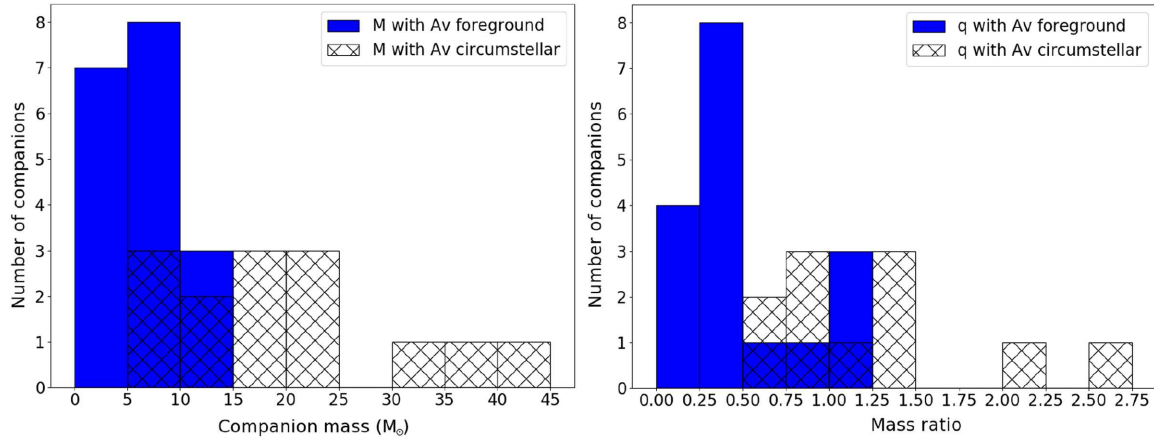 M with Av foreground
M with Av circumstellar
Number of companions
8
7
6
5
4
3
2
1
0
0 5 10 15 20 25 30 35 40 45
Companion mass (M☉)
q with Av foreground
q with Av circumstellar
Number of companions
8
7
6
5
4
3
2
1
0
0.00 0.25 0.50 0.75 1.00 1.25 1.50 1.75 2.00 2.25 2.50 2.75
Mass ratio